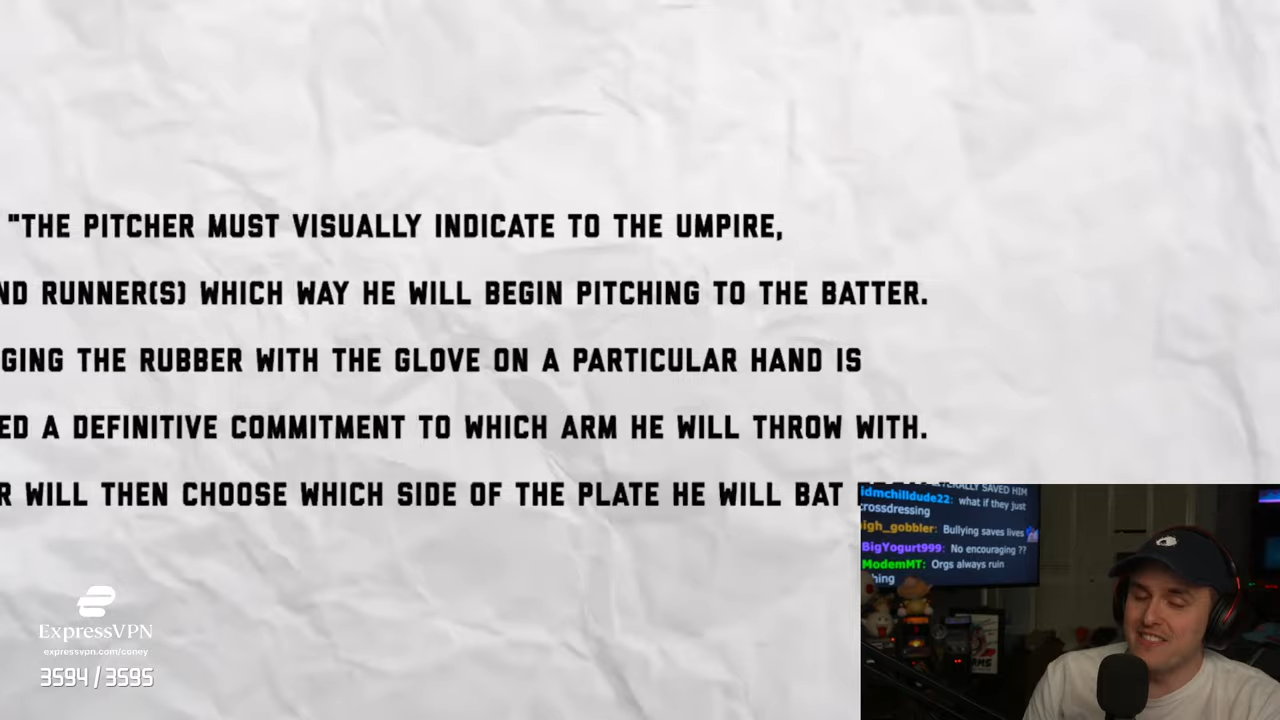 "THE PITCHER MUST VISUALLY INDICATE TO THE UMPIRE,
RUNNER(S) WHICH WAY HE WILL BEGIN PITCHING TO THE BATTER.
THE RUBBER WITH THE GLOVE ON A PARTICULAR HAND IS
A DEFINITIVE COMMITMENT TO WHICH ARM HE WILL THROW WITH.
WILL THEN CHOOSE WHICH SIDE OF THE PLATE HE WILL BAT
SAVED HIM
idmchilldude22: what if they just
crossdressing
igh_gobbler: Bullying saves lives
BigYogurt999: No encouraging ??
ModemMT: Orgs always ruin
hing
ExpressVPN
expressvpn.com/coney
3594 / 3595